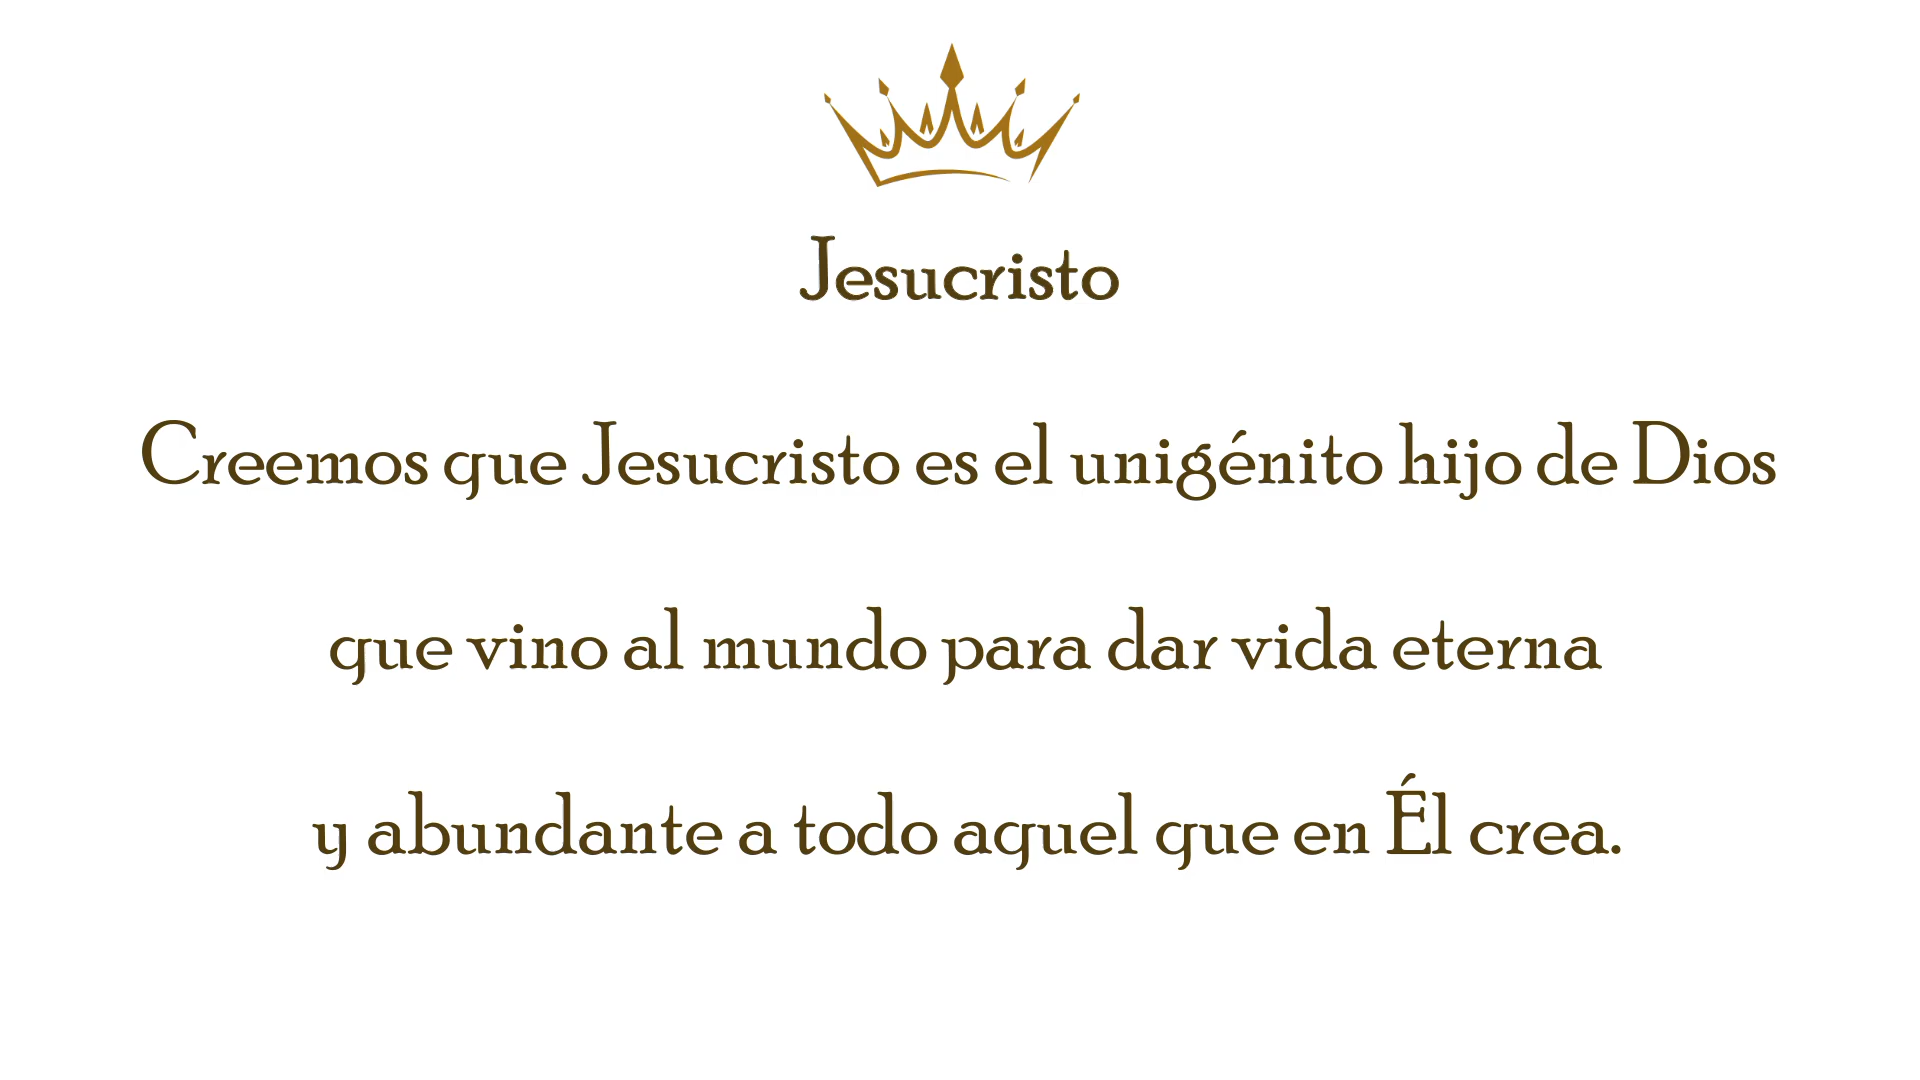 Jesucristo
Creemos que Jesucristo es el unigénito hijo de Dios
que vino al mundo para dar vida eterna
y abundante a todo aquel que en Él crea.